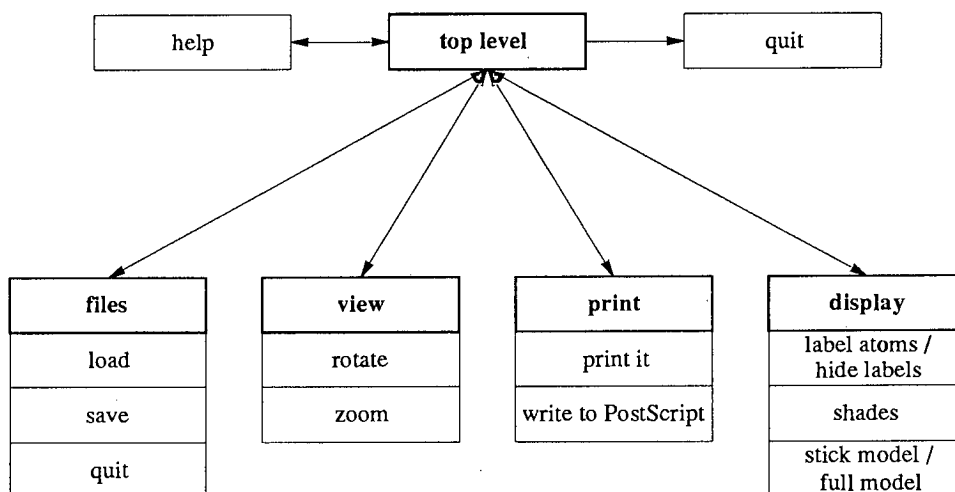 help
top level
quit
files
load
save
quit
view
rotate
zoom
print
print it
write to PostScript
display
label atoms /
hide labels
shades
stick model /
full model